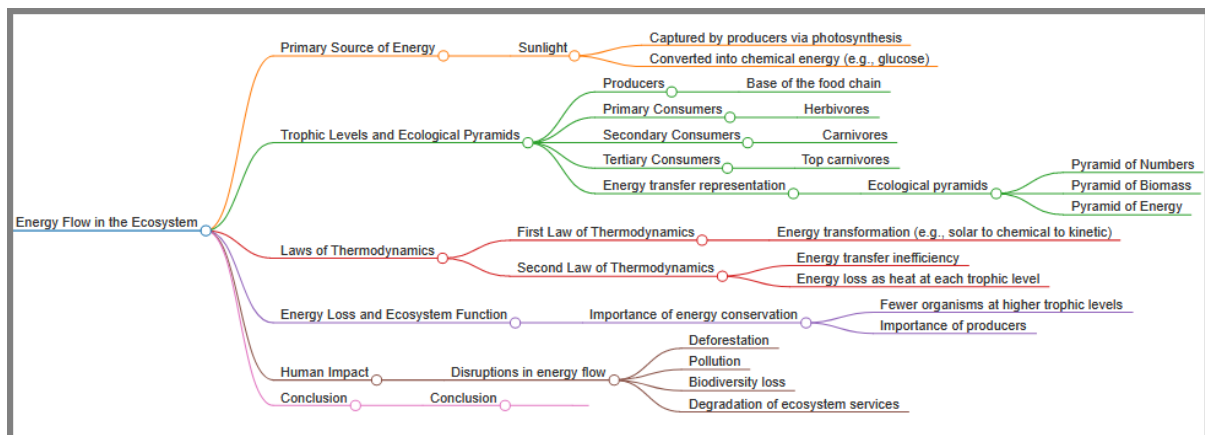 Energy Flow in the Ecosystem
Primary Source of Energy
Sunlight
Captured by producers via photosynthesis
Converted into chemical energy (e.g., glucose)
Trophic Levels and Ecological Pyramids
Producers
Base of the food chain
Primary Consumers
Herbivores
Secondary Consumers
Carnivores
Tertiary Consumers
Top carnivores
Energy transfer representation
Ecological pyramids
Pyramid of Numbers
Pyramid of Biomass
Pyramid of Energy
Laws of Thermodynamics
First Law of Thermodynamics
Energy transformation (e.g., solar to chemical to kinetic)
Second Law of Thermodynamics
Energy transfer inefficiency
Energy loss as heat at each trophic level
Energy Loss and Ecosystem Function
Importance of energy conservation
Fewer organisms at higher trophic levels
Importance of producers
Human Impact
Disruptions in energy flow
Deforestation
Pollution
Biodiversity loss
Degradation of ecosystem services
Conclusion
Conclusion